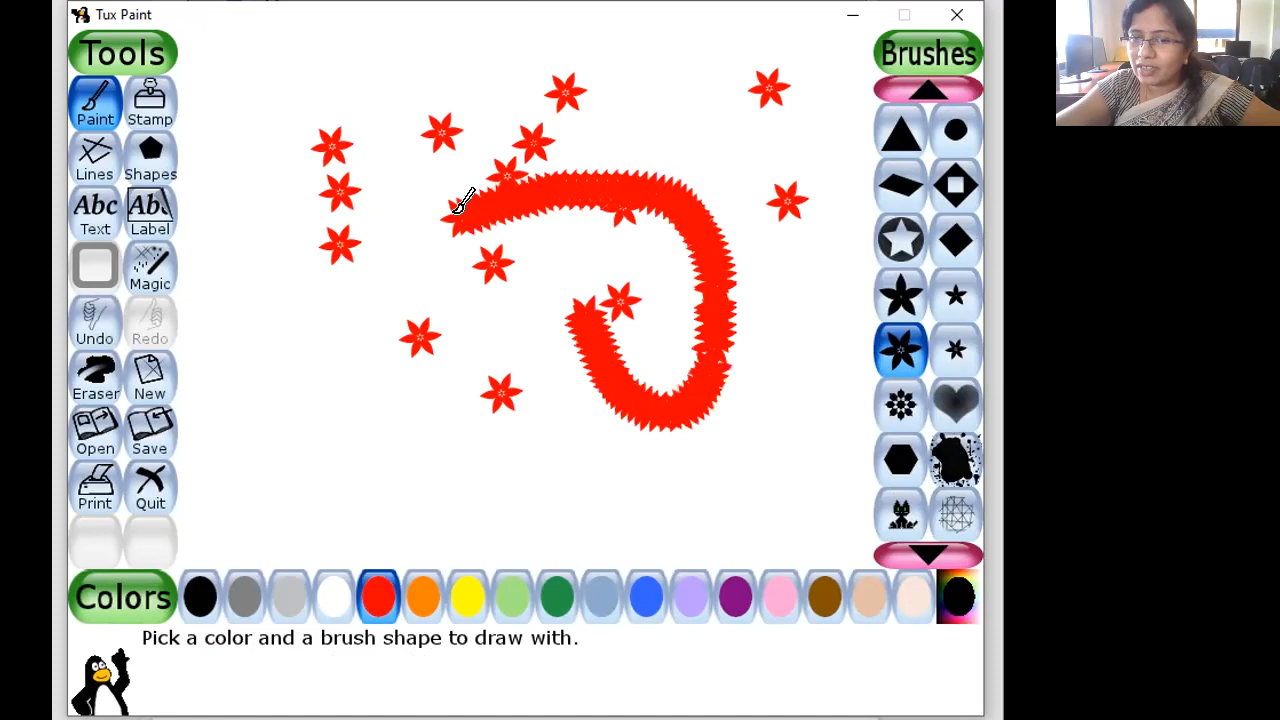 Tux Paint
Tools
Brushes
Paint Stamp
Lines Shapes
Abc Abc
Text Label
Magic
Undo Redo
Eraser New
Open Save
Print Quit
Colors
Pick a color and a brush shape to draw with.